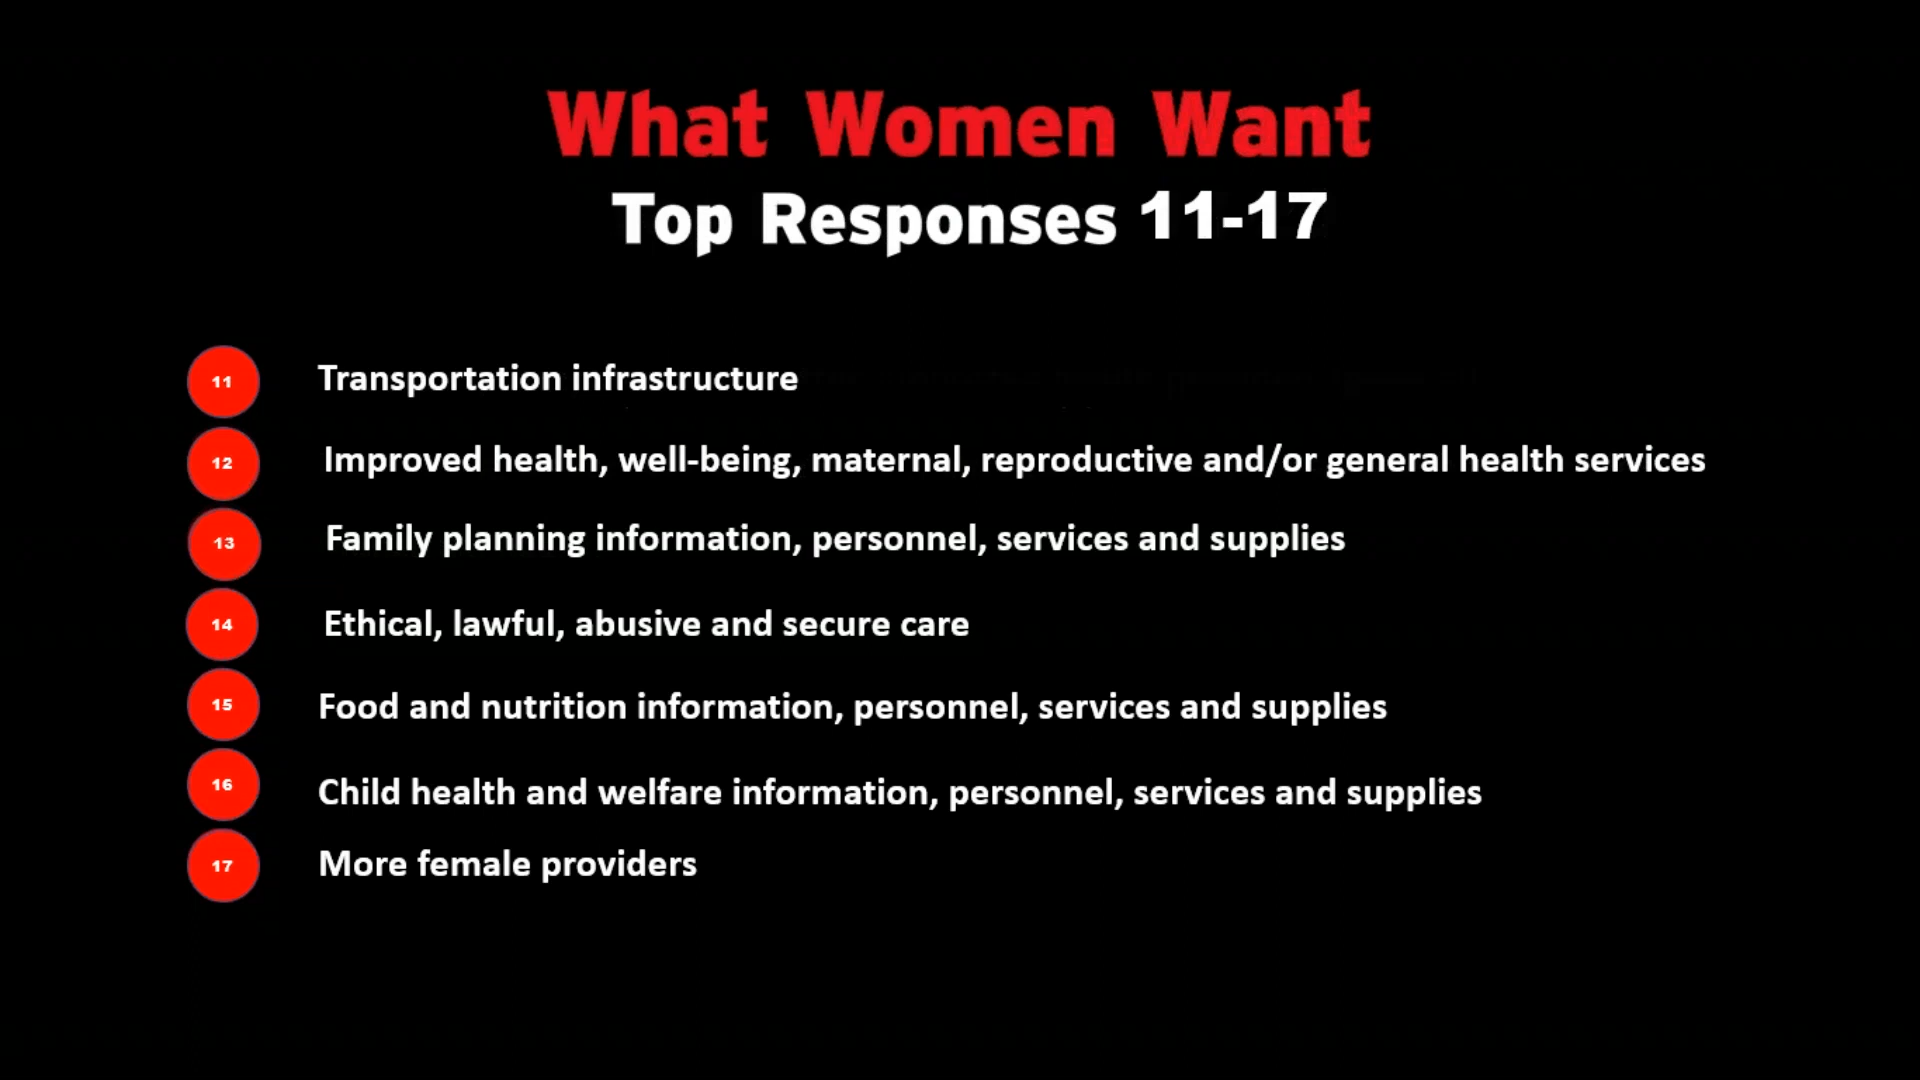 What Women Want
Top Responses 11-17
11 Transportation infrastructure
12 Improved health, well-being, maternal, reproductive and/or general health services
13 Family planning information, personnel, services and supplies
14 Ethical, lawful, abusive and secure care
15 Food and nutrition information, personnel, services and supplies
16 Child health and welfare information, personnel, services and supplies
17 More female providers